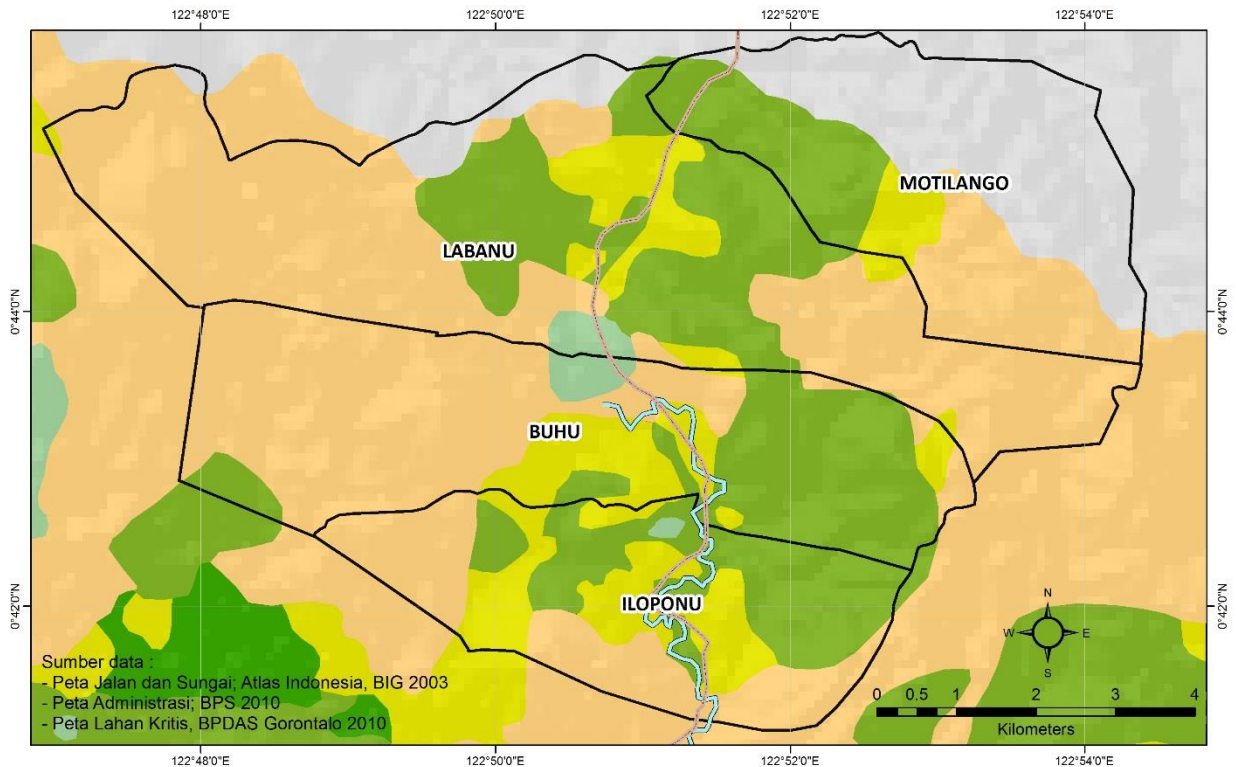 122°48'0"E 122°50'0"E 122°52'0"E 122°54'0"E
MOTILANGO
LABANU
0°44'0"N 0°44'0"N
BUHU
ILOPONU
0°42'0"N 0°42'0"N
N
W E
S
Sumber data :
- Peta Jalan dan Sungai; Atlas Indonesia, BIG 2003
- Peta Administrasi; BPS 2010
- Peta Lahan Kritis, BPDAS Gorontalo 2010
0 0.5 1 2 3 4
Kilometers
122°48'0"E 122°50'0"E 122°52'0"E 122°54'0"E